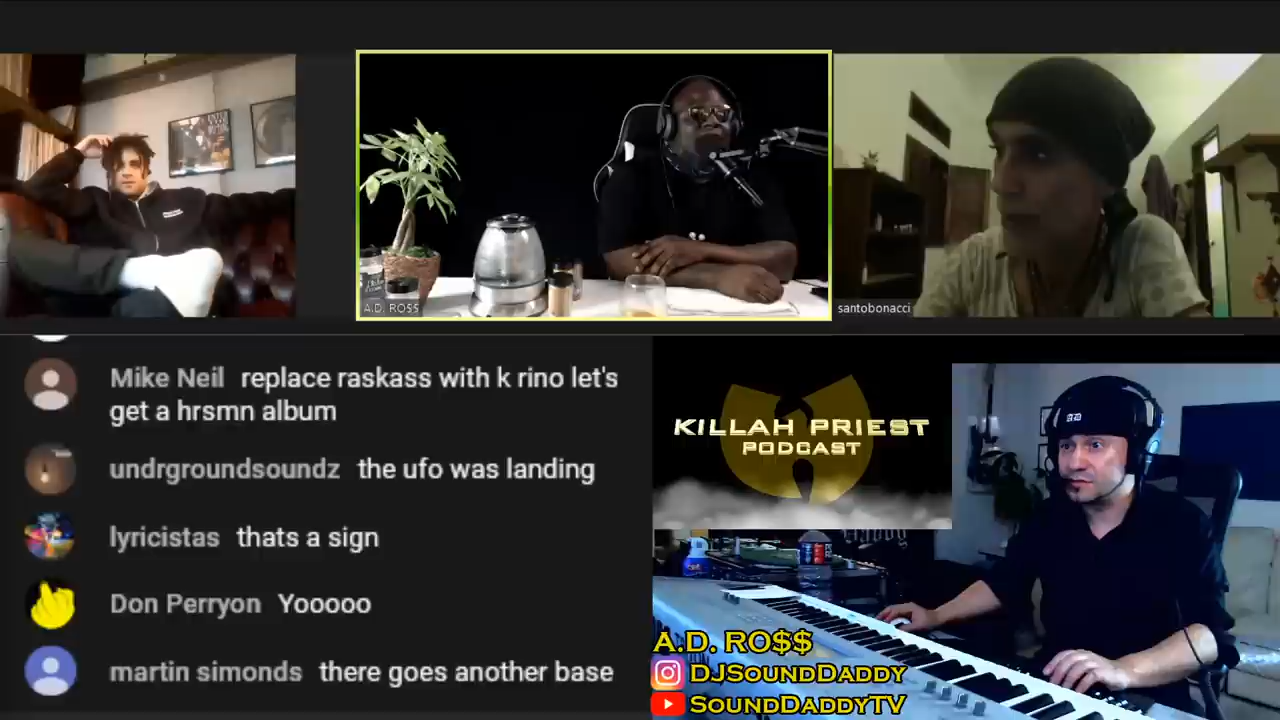 A.D. RO$$
santobonacci
Mike Neil replace raskass with k rino let's
get a hrsmn album
undrgroundsoundz the ufo was landing
lyricistas thats a sign
Don Perryon Yooooo
martin simonds there goes another base
KILLAH PRIEST
PODCAST
A.D. RO$$
DJSOUNDDADDY
SOUNDDADDYTV